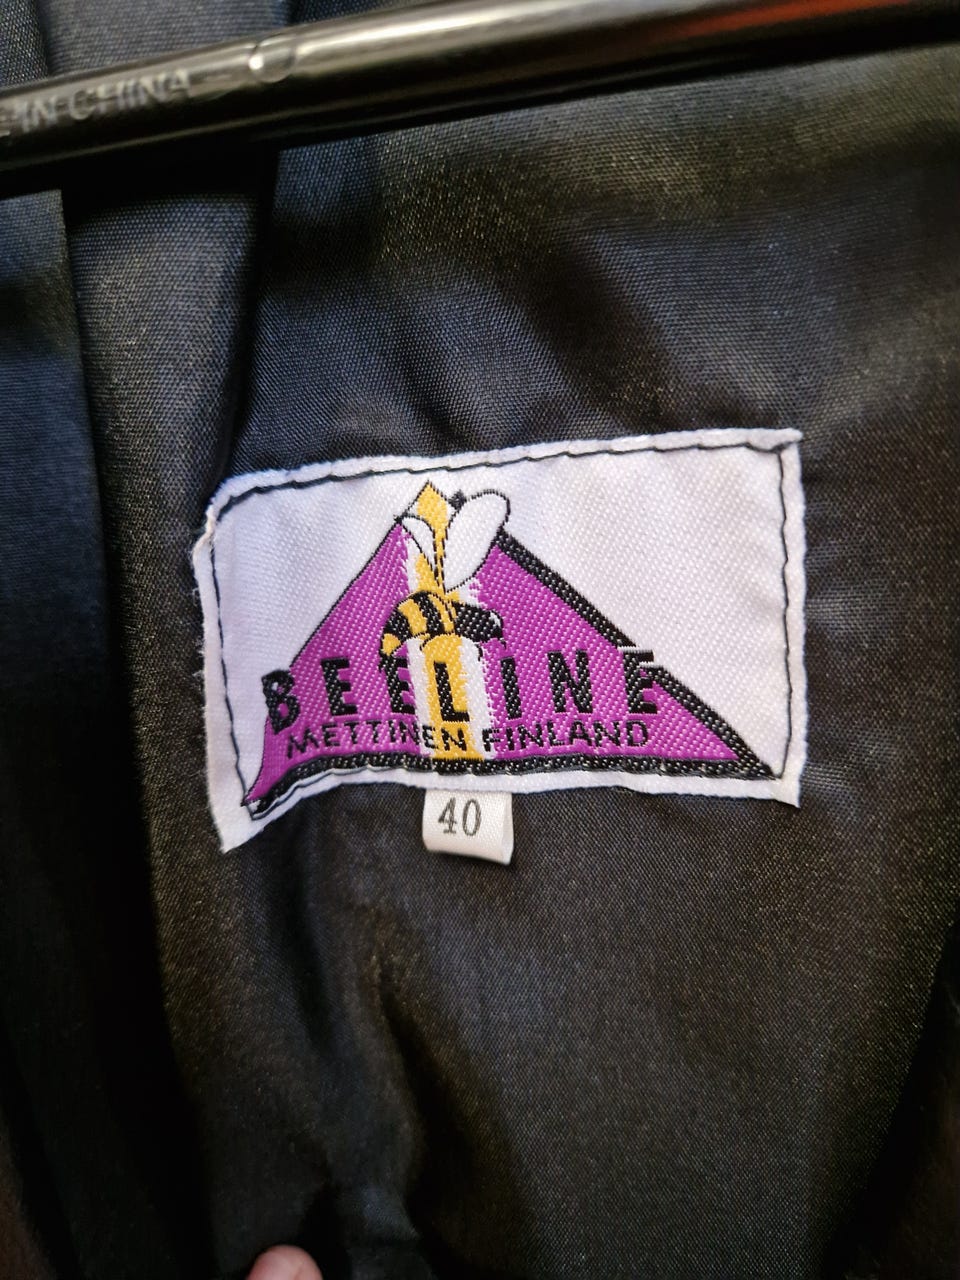 IN CHINA
BEELINE
METTINEN FINLAND
40